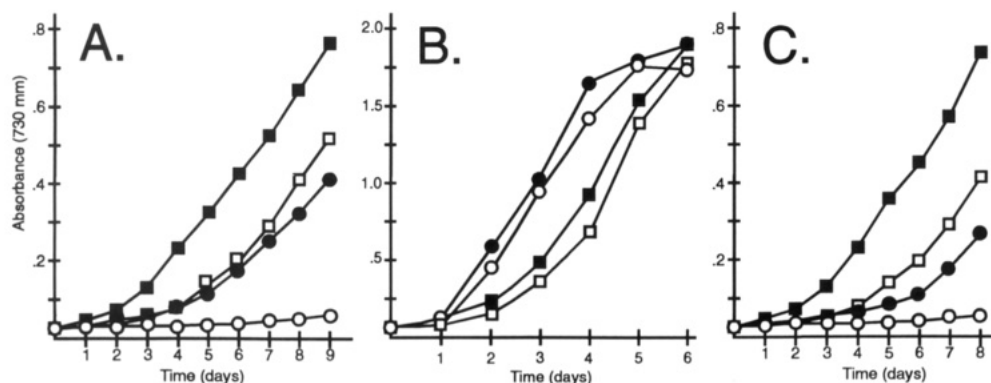 A.
B.
C.
Absorbance (730 mm)
.8
.6
.4
.2
1 2 3 4 5 6 7 8 9
Time (days)
2.0
1.5
1.0
.5
1 2 3 4 5 6
Time (days)
.8
.6
.4
.2
1 2 3 4 5 6 7 8
Time (days)